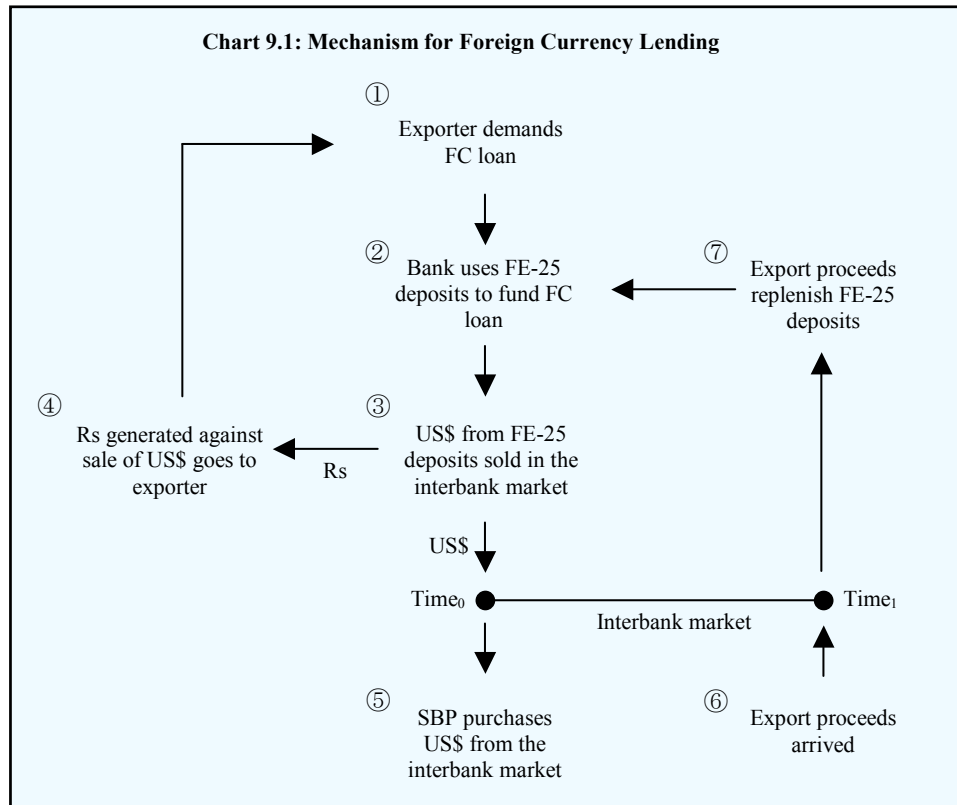 Chart 9.1: Mechanism for Foreign Currency Lending
①
Exporter demands
FC loan
②
Bank uses FE-25
deposits to fund FC
loan
⑦
Export proceeds
replenish FE-25
deposits
④
Rs generated against
sale of US$ goes to
exporter
Rs
③
US$ from FE-25
deposits sold in the
interbank market
US$
Time₀
Interbank market
Time₁
⑤
SBP purchases
US$ from the
interbank market
⑥
Export proceeds
arrived